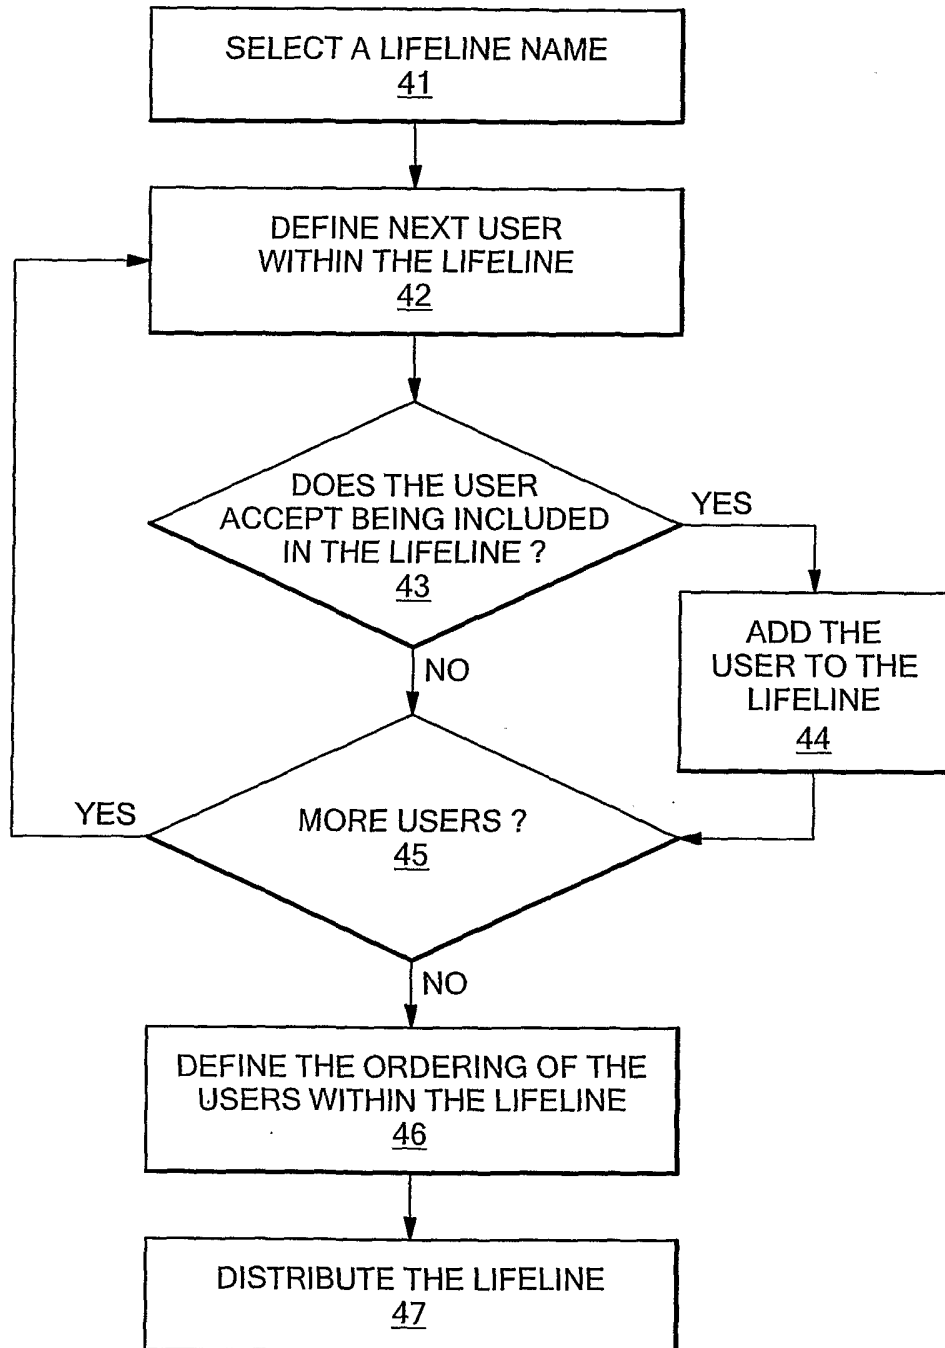 SELECT A LIFELINE NAME
41
DEFINE NEXT USER
WITHIN THE LIFELINE
42
DOES THE USER
ACCEPT BEING INCLUDED
IN THE LIFELINE ?
43
YES
NO
ADD THE
USER TO THE
LIFELINE
44
YES
MORE USERS ?
45
NO
DEFINE THE ORDERING OF THE
USERS WITHIN THE LIFELINE
46
DISTRIBUTE THE LIFELINE
47